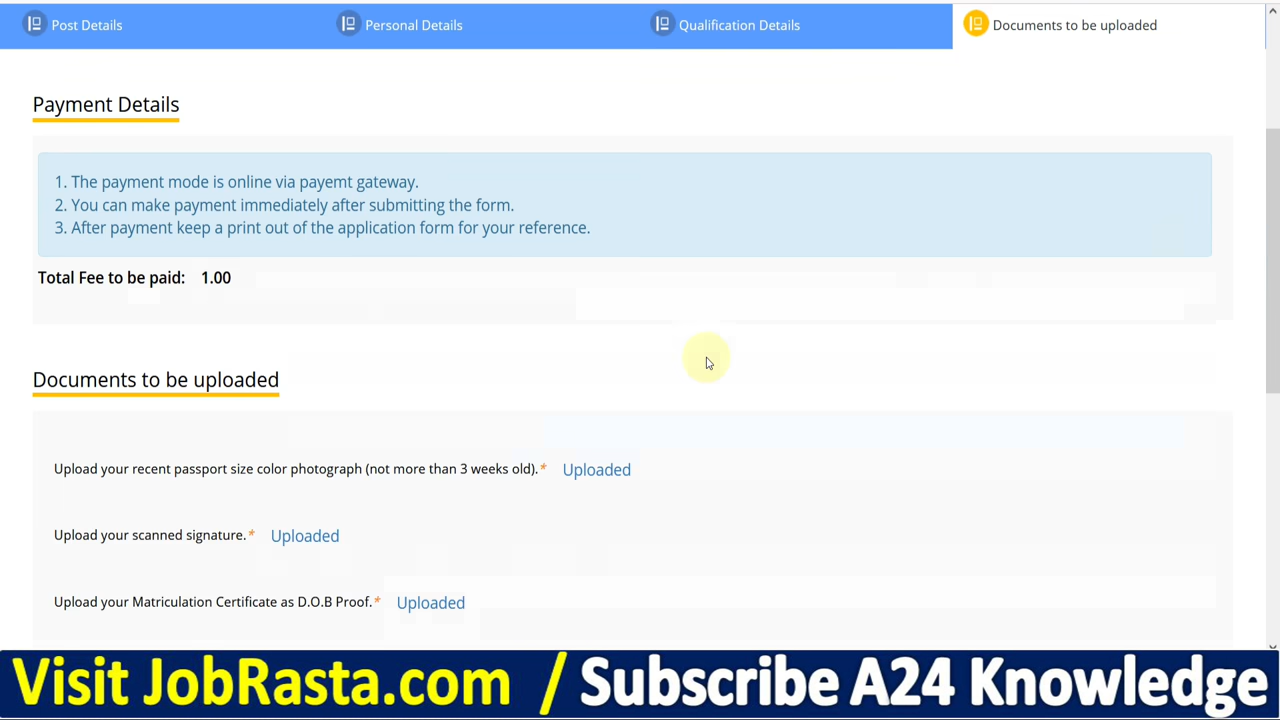 Post Details
Personal Details
Qualification Details
Documents to be uploaded
Payment Details
1. The payment mode is online via payemt gateway.
2. You can make payment immediately after submitting the form.
3. After payment keep a print out of the application form for your reference.
Total Fee to be paid: 1.00
Documents to be uploaded
Upload your recent passport size color photograph (not more than 3 weeks old).* Uploaded
Upload your scanned signature.* Uploaded
Upload your Matriculation Certificate as D.O.B Proof.* Uploaded
Visit JobRasta.com / Subscribe A24 Knowledge